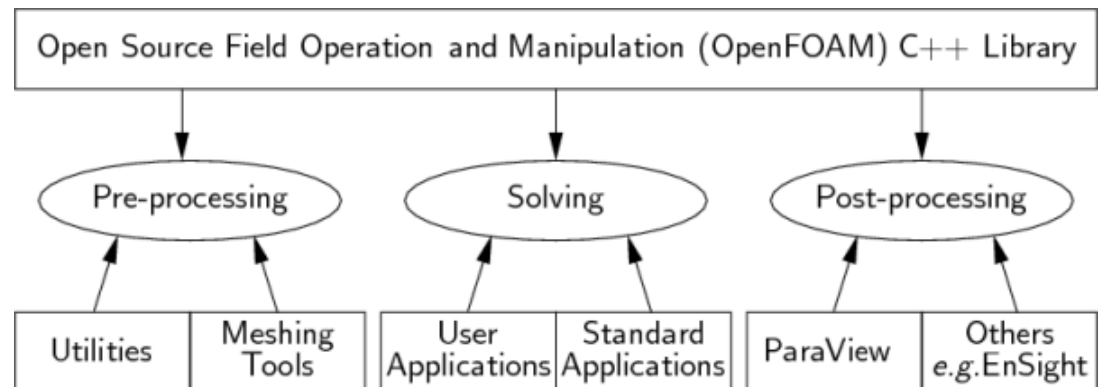 Open Source Field Operation and Manipulation (OpenFOAM) C++ Library
Pre-processing
Solving
Post-processing
Utilities
Meshing
Tools
User
Applications
Standard
Applications
ParaView
Others
e.g.EnSight